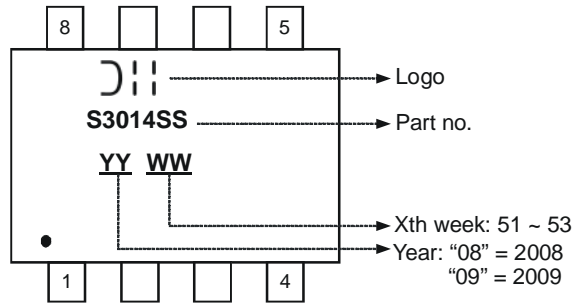 8 5
Logo
S3014SS Part no.
YY WW
Xth week: 51 ~ 53
Year: “08” = 2008
“09” = 2009
1 4